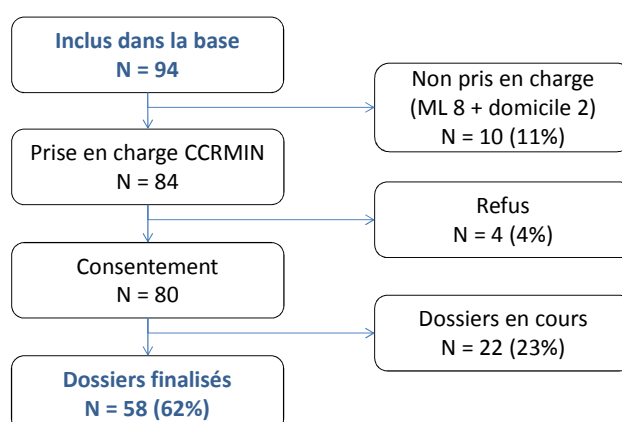 Inclus dans la base
N = 94
Non pris en charge
(ML 8 + domicile 2)
N = 10 (11%)
Prise en charge CCRMIN
N = 84
Refus
N = 4 (4%)
Consentement
N = 80
Dossiers en cours
N = 22 (23%)
Dossiers finalisés
N = 58 (62%)